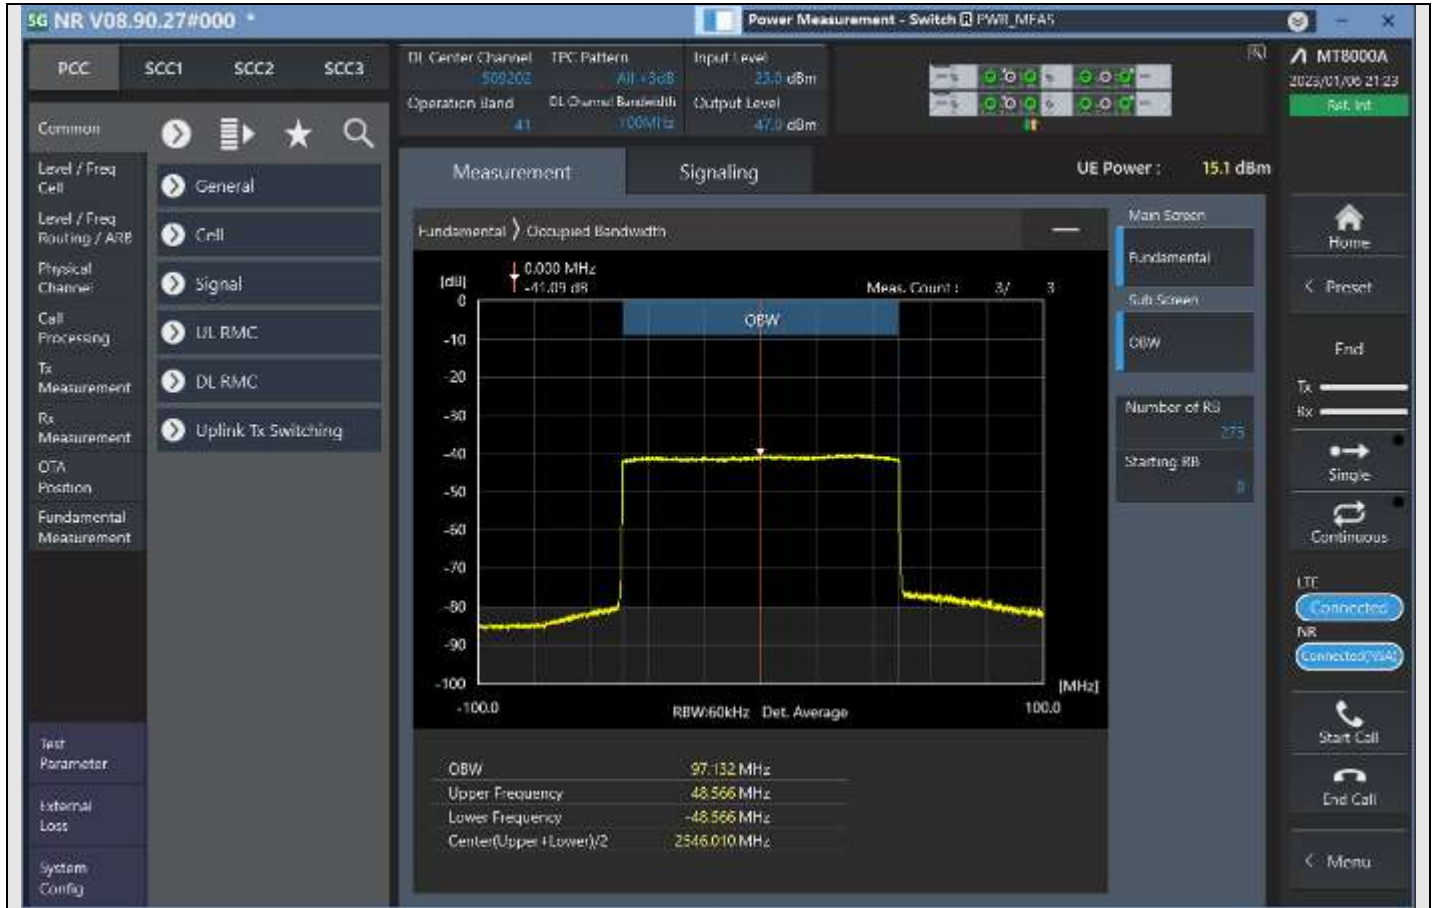 5G NR V08.90.27#000 *
Power Measurement - Switch PWR_MEAS
PCC SCC1 SCC2 SCC3
DL Center Channel TPC Pattern Input Level
509202 All +3dB 23.0 dBm
Operation Band DL Channel Bandwidth Output Level
41 100MHz -47.0 dBm
MT8000A
2023/01/06 21:23
Ref. Int
Common
Level / Freq
Cell
Level / Freq
Routing / ARB
Physical
Channel
Call
Processing
Tx
Measurement
Rx
Measurement
OTA
Position
Fundamental
Measurement
Test
Parameter
External
Loss
System
Config
General
Cell
Signal
UL RMC
DL RMC
Uplink Tx Switching
Measurement Signaling
UE Power : 15.1 dBm
Fundamental > Occupied Bandwidth
[dB]
0.000 MHz
-41.09 dB
Meas. Count : 3/ 3
OBW
0
-10
-20
-30
-40
-50
-60
-70
-80
-90
-100
[MHz]
-100.0 RBW:60kHz Det. Average 100.0
OBW 97.132 MHz
Upper Frequency 48.566 MHz
Lower Frequency -48.566 MHz
Center(Upper+Lower)/2 2546.010 MHz
Main Screen
Fundamental
Sub Screen
OBW
Number of RB
273
Starting RB
0
Home
< Preset
End
Tx
Rx
Single
Continuous
LTE
Connected
NR
Connected(NSA)
Start Call
End Call
< Menu